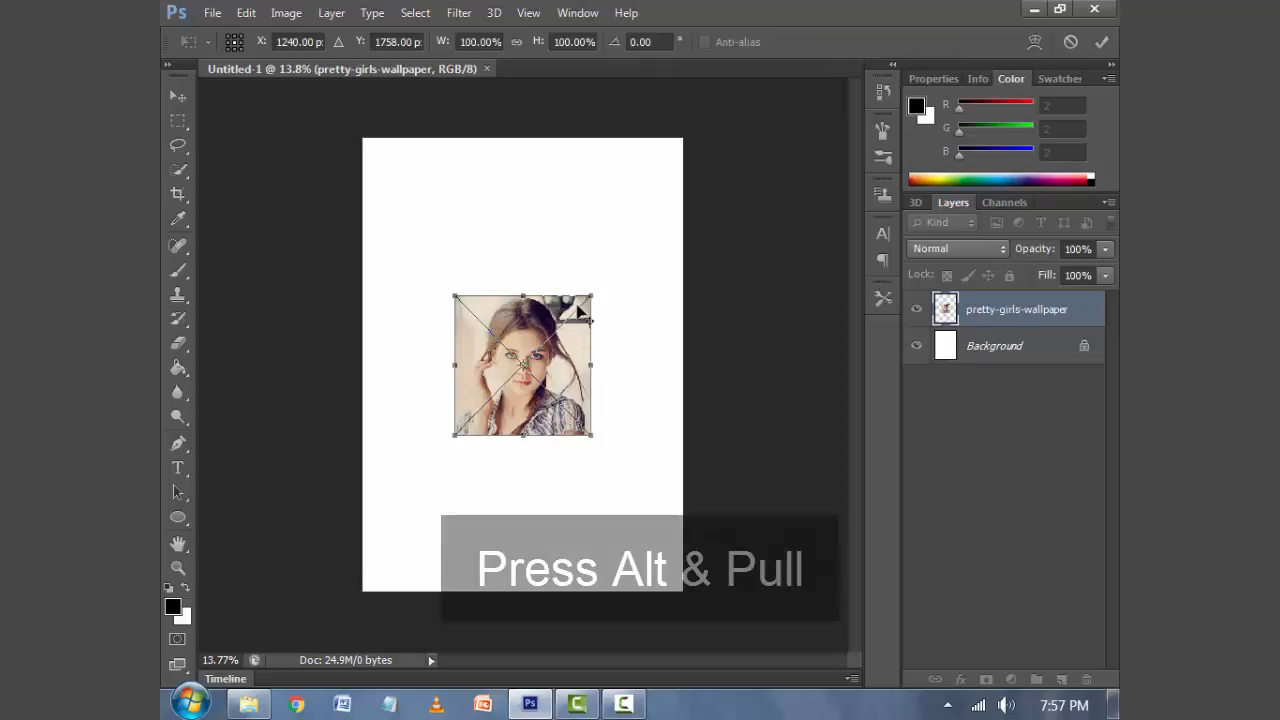 Ps File Edit Image Layer Type Select Filter 3D View Window Help
X: 1240.00 p Y: 1758.00 p W: 100.00% H: 100.00% 0.00 ° Anti-alias
Untitled-1 @ 13.8% (pretty-girls-wallpaper, RGB/8) ×
Properties Info Color Swatche
R 2
G 2
B 2
3D Layers Channels
Kind
Normal Opacity: 100%
Lock: Fill: 100%
pretty-girls-wallpaper
Background
Press Alt & Pull
13.77% Doc: 24.9M/0 bytes
Timeline
7:57 PM